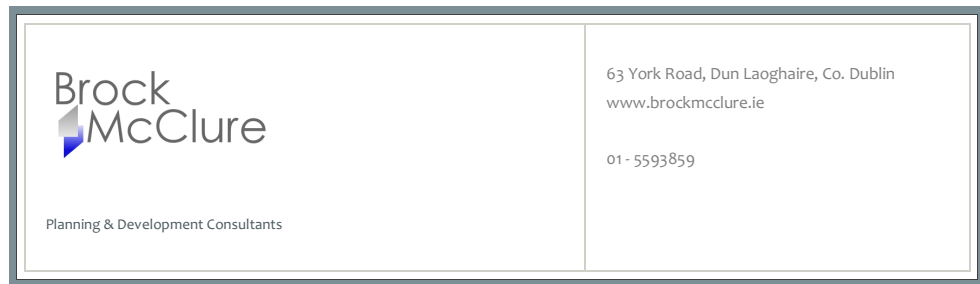 Brock
McClure
Planning & Development Consultants
63 York Road, Dun Laoghaire, Co. Dublin
www.brockmcclure.ie
01 - 5593859